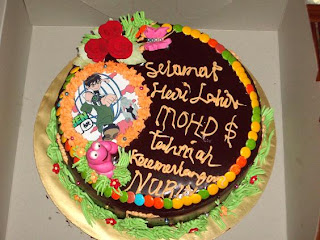 Selamat
Hari Lahir
MOHD $
Tahniah
Kecemerlangan